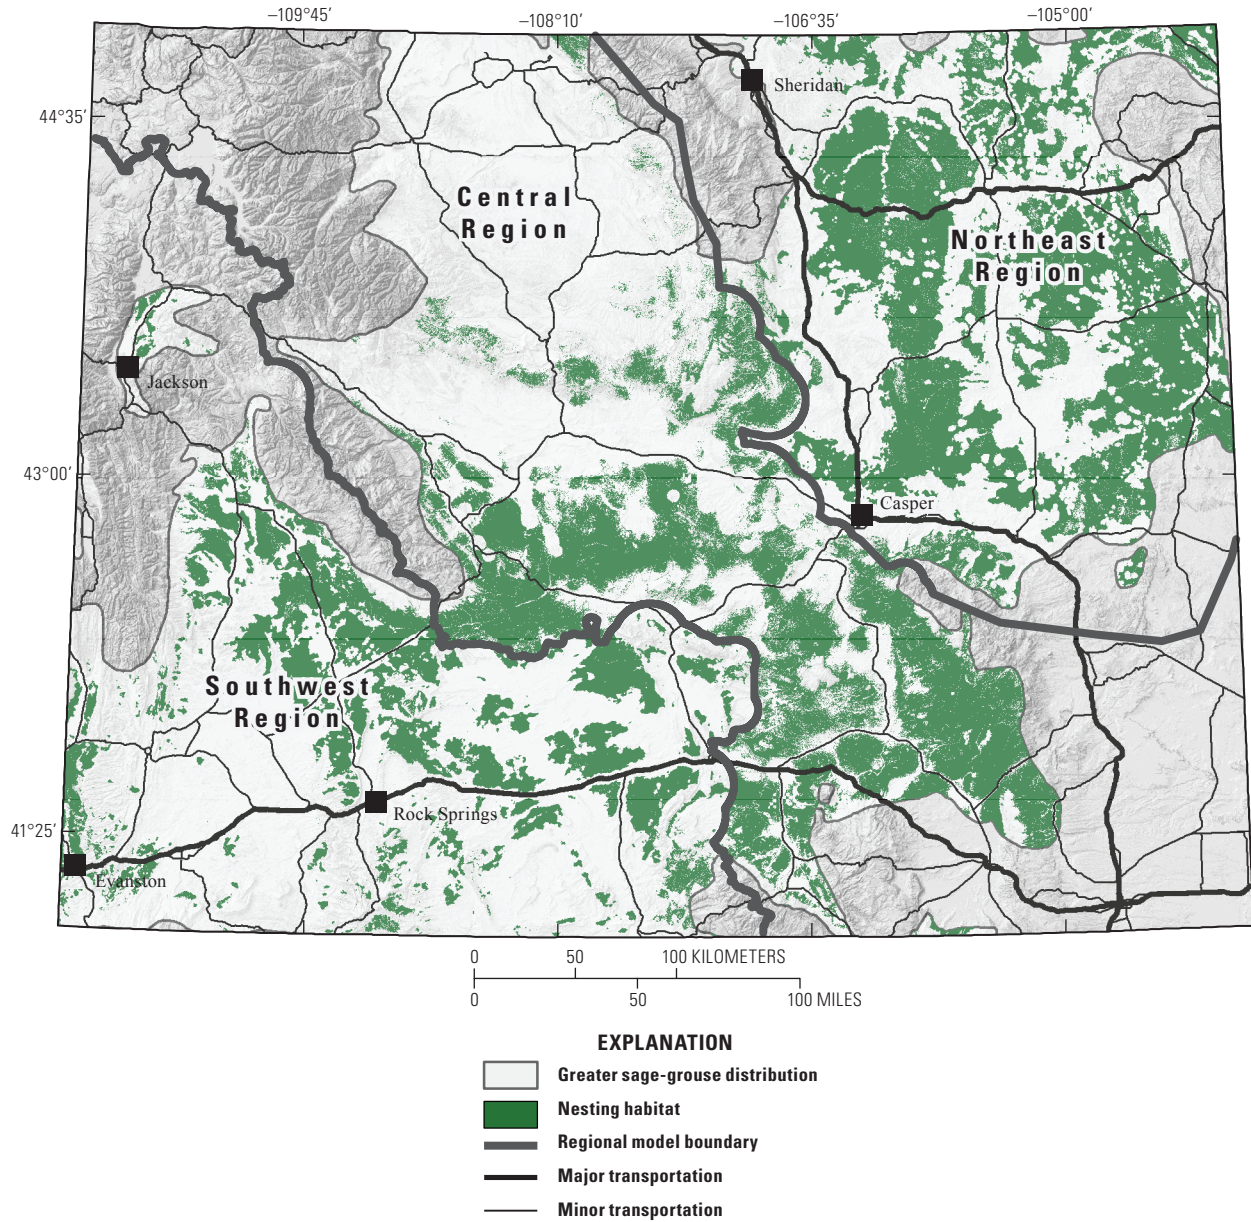 –109°45′
–108°10′
–106°35′
–105°00′
44°35′
Sheridan
Central
Region
Northeast
Region
Jackson
43°00′
Casper
Southwest
Region
Rock Springs
41°25′
Evanston
0 50 100 KILOMETERS
0 50 100 MILES
EXPLANATION
Greater sage-grouse distribution
Nesting habitat
Regional model boundary
Major transportation
Minor transportation